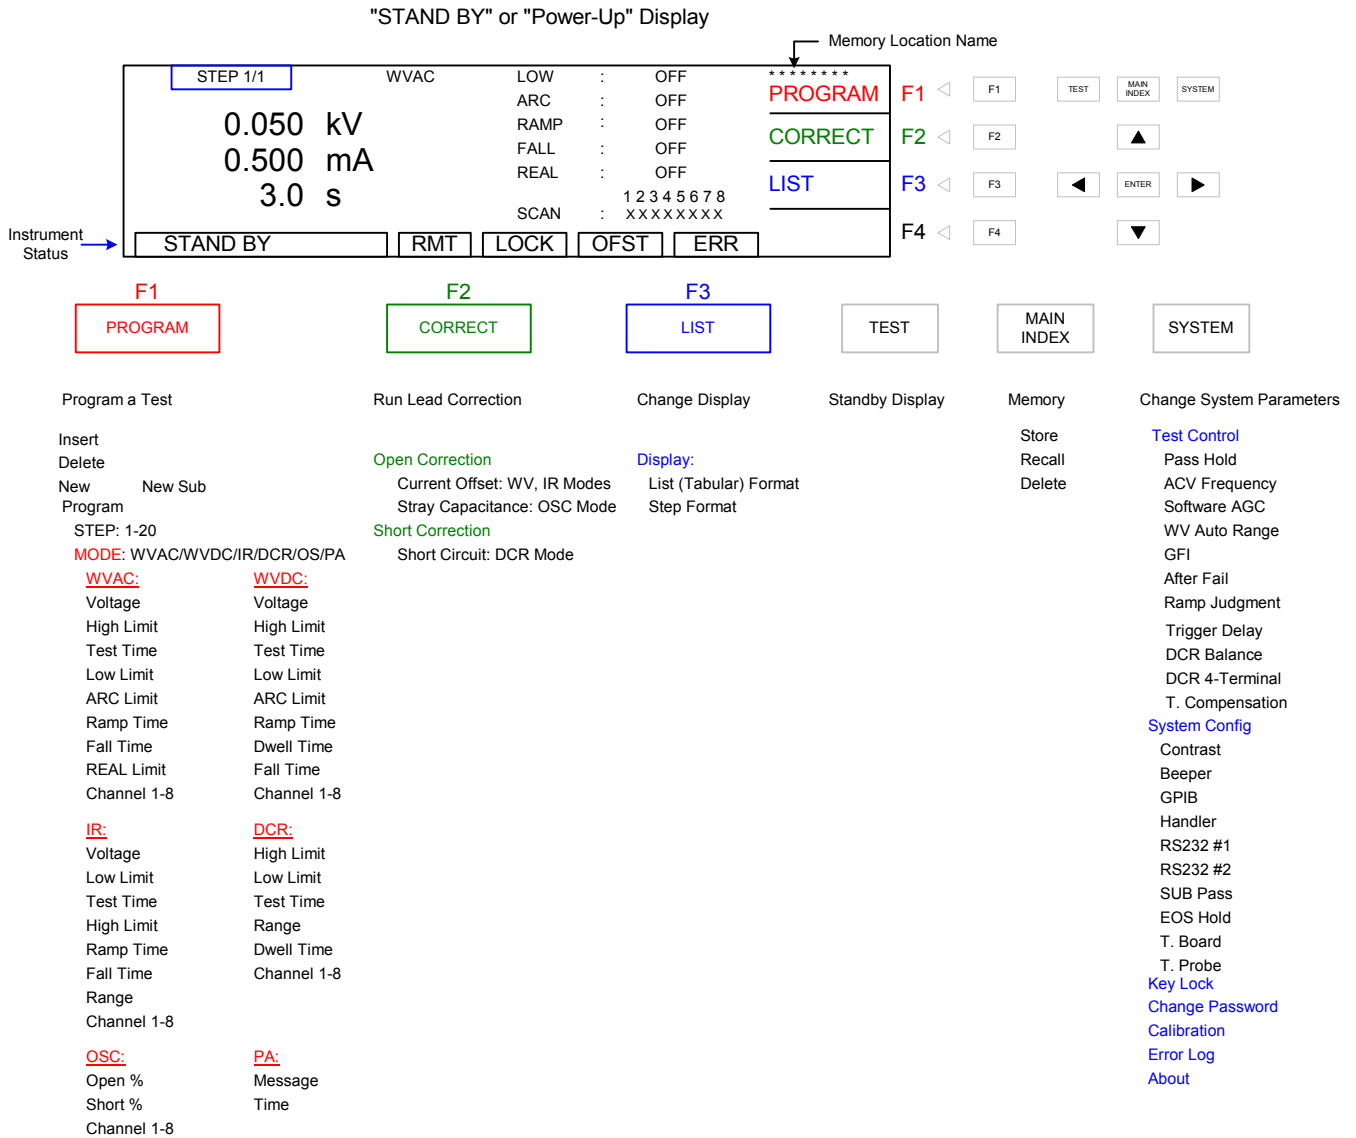 "STAND BY" or "Power-Up" Display
Memory Location Name
STEP 1/1 WVAC LOW : OFF * * * * * * * *
ARC : OFF PROGRAM F1 F1 TEST MAIN INDEX SYSTEM
0.050 kV RAMP : OFF
CORRECT F2 F2
0.500 mA FALL : OFF
REAL : OFF
LIST F3 F3 ENTER
3.0 s 1 2 3 4 5 6 7 8
SCAN : X X X X X X X X
F4 F4
Instrument
Status
STAND BY RMT LOCK OFST ERR
F1 F2 F3
PROGRAM CORRECT LIST TEST MAIN INDEX SYSTEM
Program a Test
Insert
Delete
New New Sub
Program
STEP: 1-20
MODE: WVAC/WVDC/IR/DCR/OS/PA
WVAC: WVDC:
Voltage Voltage
High Limit High Limit
Test Time Test Time
Low Limit Low Limit
ARC Limit ARC Limit
Ramp Time Ramp Time
Fall Time Dwell Time
REAL Limit Fall Time
Channel 1-8 Channel 1-8
IR: DCR:
Voltage High Limit
Low Limit Low Limit
Test Time Test Time
High Limit Range
Ramp Time Dwell Time
Fall Time Channel 1-8
Range
Channel 1-8
OSC: PA:
Open % Message
Short % Time
Channel 1-8
Run Lead Correction
Open Correction
Current Offset: WV, IR Modes
Stray Capacitance: OSC Mode
Short Correction
Short Circuit: DCR Mode
Change Display
Display:
List (Tabular) Format
Step Format
Standby Display
Memory
Store
Recall
Delete
Change System Parameters
Test Control
Pass Hold
ACV Frequency
Software AGC
WV Auto Range
GFI
After Fail
Ramp Judgment
Trigger Delay
DCR Balance
DCR 4-Terminal
T. Compensation
System Config
Contrast
Beeper
GPIB
Handler
RS232 #1
RS232 #2
SUB Pass
EOS Hold
T. Board
T. Probe
Key Lock
Change Password
Calibration
Error Log
About